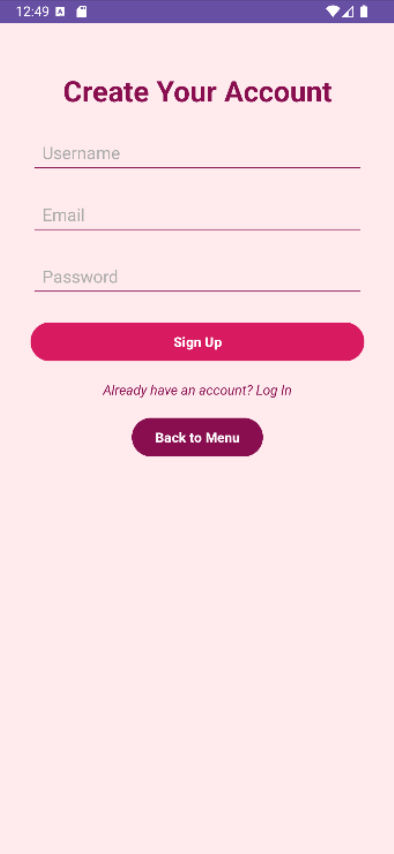 12:49 A
Create Your Account
Username
Email
Password
Sign Up
Already have an account? Log In
Back to Menu